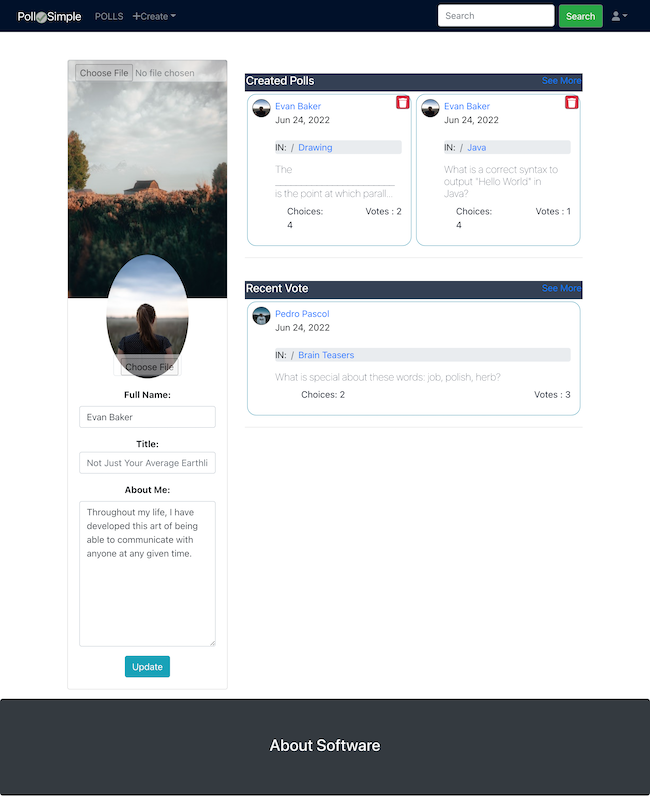 Poll Simple
POLLS
Create
Search
Search
Choose File No file chosen
Choose File
Full Name:
Evan Baker
Title:
Not Just Your Average Earthli
About Me:
Throughout my life, I have
developed this art of being
able to communicate with
anyone at any given time.
Update
Created Polls
See More
Evan Baker
Jun 24, 2022
IN: / Drawing
The
____________________
is the point at which parall...
Choices:
4
Votes : 2
Evan Baker
Jun 24, 2022
IN: / Java
What is a correct syntax to
output "Hello World" in
Java?
Choices:
4
Votes : 1
Recent Vote
See More
Pedro Pascol
Jun 24, 2022
IN: / Brain Teasers
What is special about these words: job, polish, herb?
Choices: 2
Votes : 3
About Software